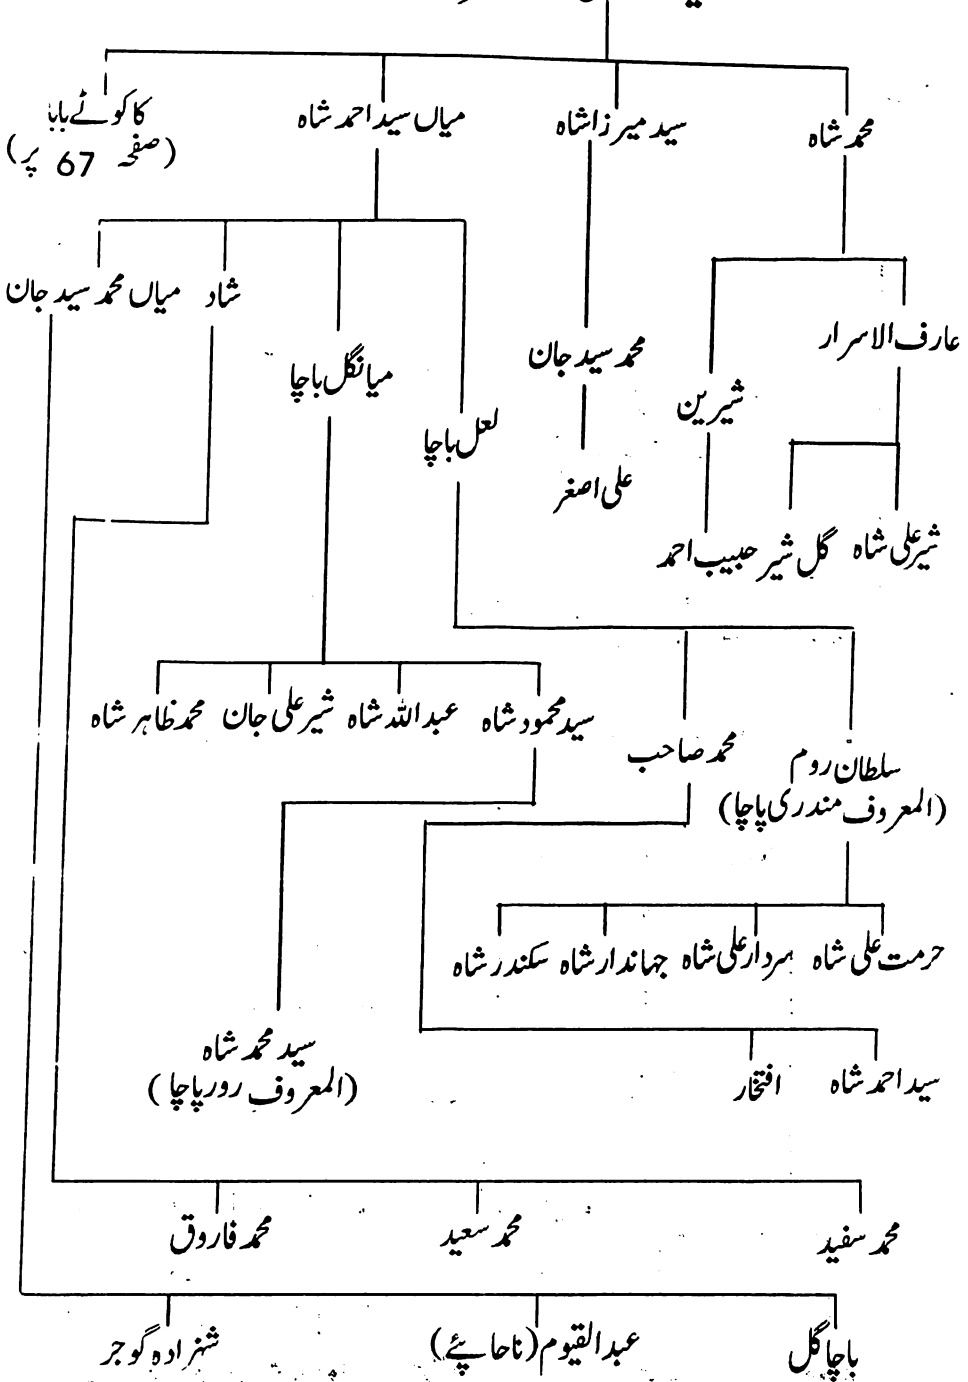 محمد شاہ
سید میرزا شاہ
میاں سید احمد شاہ
کاکوٹے بابا
(صفحہ 67 پر)
عارف الاسرار
شیرین
محمد سید جان
لعل باچا
میانگل باچا
شاد
میاں محمد سید جان
شیر علی شاہ
گل شیر
حبیب احمد
علی اصغر
سید محمود شاہ
عبداللہ شاہ
شیر علی جان
محمد ظاہر شاہ
سلطان روم
(المعروف مندری پاچا)
محمد صاحب
حرمت علی شاہ
سردار علی شاہ
جہاندار شاہ
سکندر شاہ
سید محمد شاہ
(المعروف رور پاچا)
سید احمد شاہ
افتخار
محمد سفید
محمد سعید
محمد فاروق
باچا گل
عبدالقیوم
شہزادہ گوجر